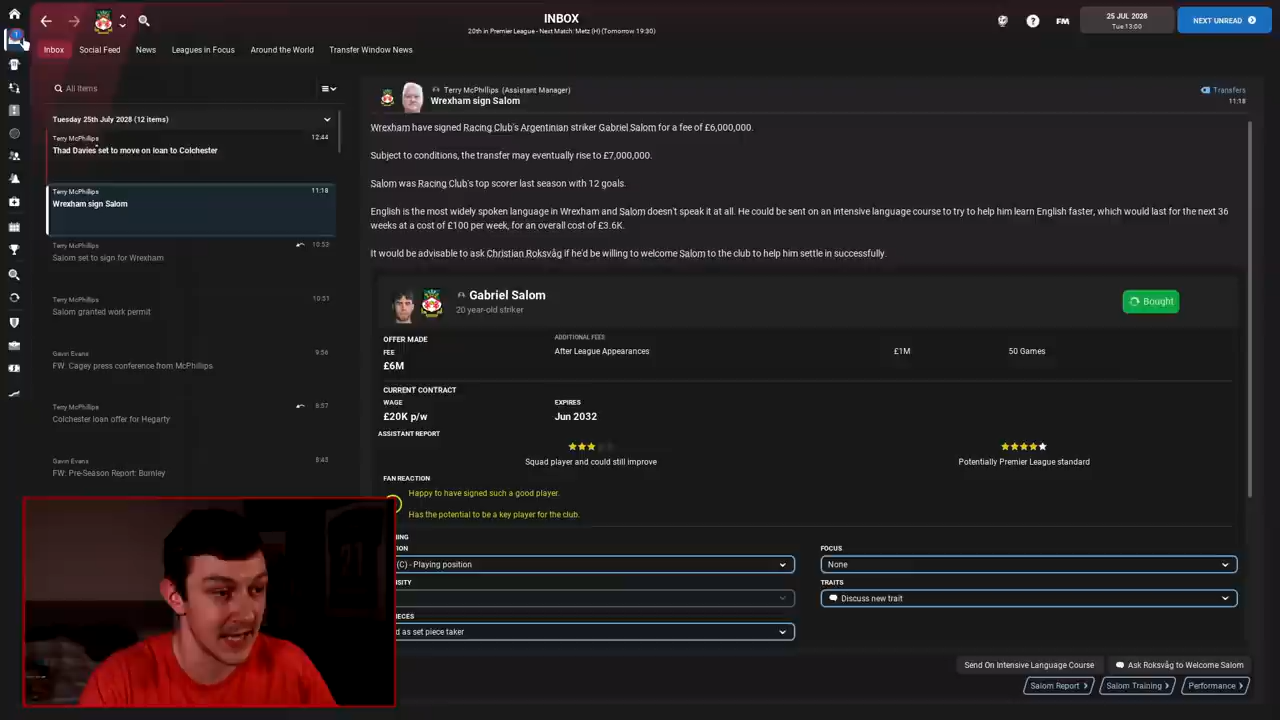 INBOX
20th in Premier League - Next Match: Metz (H) (Tomorrow 19:30)
FM
25 JUL 2028
Tue 13:00
NEXT UNREAD
Inbox
Social Feed
News
Leagues in Focus
Around the World
Transfer Window News
All Items
Tuesday 25th July 2028 (12 items)
Terry McPhillips
12:44
Thad Davies set to move on loan to Colchester
Terry McPhillips
11:18
Wrexham sign Salom
Terry McPhillips
10:53
Salom set to sign for Wrexham
Terry McPhillips
10:31
Salom granted work permit
Gavin Evans
9:56
FW: Cagey press conference from McPhillips
Terry McPhillips
8:57
Colchester loan offer for Hegarty
Gavin Evans
FW: Pre-Season Report: Burnley
Terry McPhillips (Assistant Manager)
Wrexham sign Salom
Transfers
11:18
Wrexham have signed Racing Club's Argentinian striker Gabriel Salom for a fee of £6,000,000.
Subject to conditions, the transfer may eventually rise to £7,000,000.
Salom was Racing Club's top scorer last season with 12 goals.
English is the most widely spoken language in Wrexham and Salom doesn't speak it at all. He could be sent on an intensive language course to try to help him learn English faster, which would last for the next 36
weeks at a cost of £100 per week, for an overall cost of £3.6K.
It would be advisable to ask Christian Roksvåg if he'd be willing to welcome Salom to the club to help him settle in successfully.
Gabriel Salom
20 year-old striker
Bought
OFFER MADE
ADDITIONAL FEES
FEE
After League Appearances
£1M
50 Games
£6M
CURRENT CONTRACT
WAGE
EXPIRES
£20K p/w
Jun 2032
ASSISTANT REPORT
Squad player and could still improve
Potentially Premier League standard
FAN REACTION
Happy to have signed such a good player.
Has the potential to be a key player for the club.
FOCUS
(C) - Playing position
None
TRAITS
Discuss new trait
as set piece taker
Send On Intensive Language Course
Ask Roksvåg to Welcome Salom
Salom Report
Salom Training
Performance